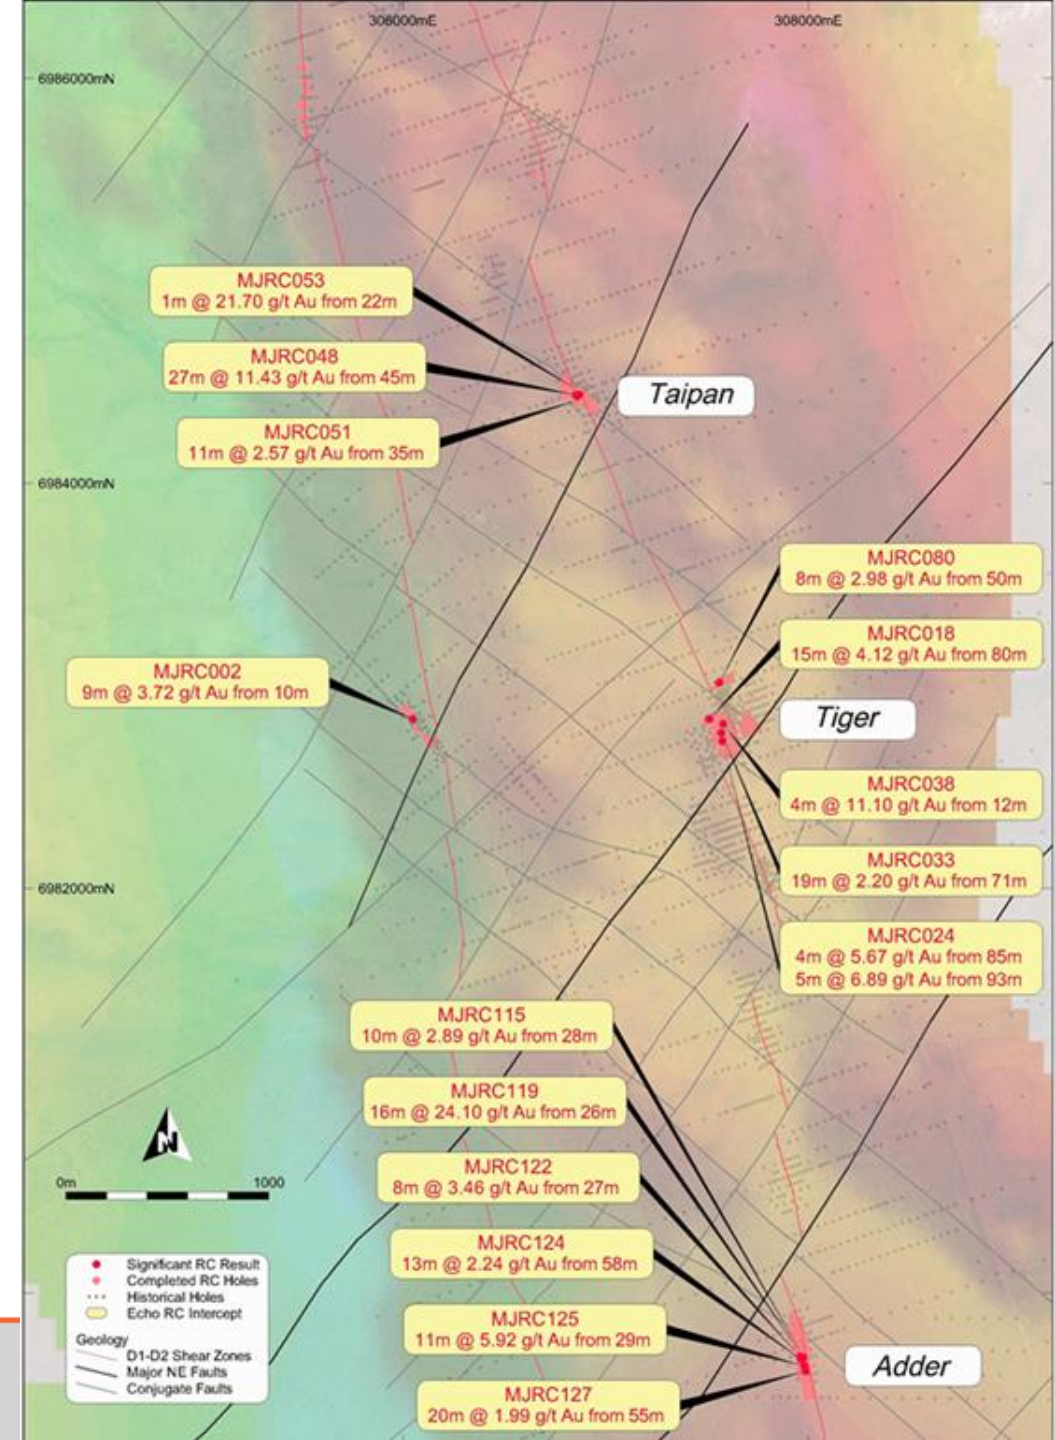 306000mE
308000mE
6986000mN
MJRC053
1m @ 21.70 g/t Au from 22m
MJRC048
27m @ 11.43 g/t Au from 45m
Taipan
MJRC051
11m @ 2.57 g/t Au from 35m
6984000mN
MJRC080
8m @ 2.98 g/t Au from 50m
MJRC018
15m @ 4.12 g/t Au from 80m
MJRC002
9m @ 3.72 g/t Au from 10m
Tiger
MJRC038
4m @ 11.10 g/t Au from 12m
MJRC033
19m @ 2.20 g/t Au from 71m
6982000mN
MJRC024
4m @ 5.67 g/t Au from 85m
5m @ 6.89 g/t Au from 93m
MJRC115
10m @ 2.89 g/t Au from 28m
MJRC119
16m @ 24.10 g/t Au from 26m
N
MJRC122
8m @ 3.46 g/t Au from 27m
0m
1000
MJRC124
13m @ 2.24 g/t Au from 58m
MJRC125
11m @ 5.92 g/t Au from 29m
Adder
MJRC127
20m @ 1.99 g/t Au from 55m
Significant RC Result
Completed RC Holes
Historical Holes
Echo RC Intercept
Geology
D1-D2 Shear Zones
Major NE Faults
Conjugate Faults